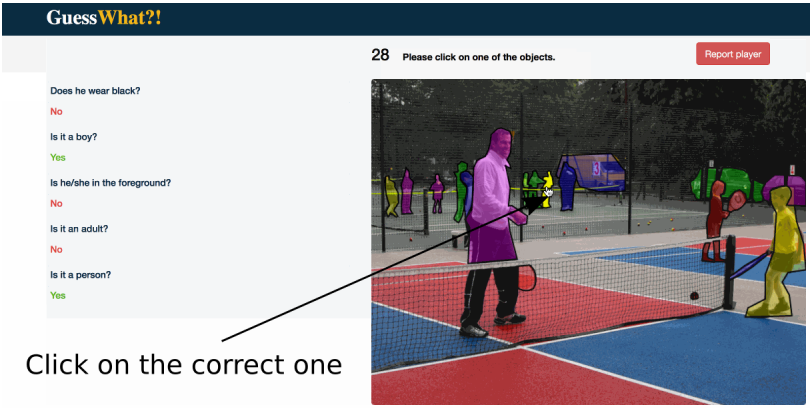 GuessWhat?!
28 Please click on one of the objects.
Report player
Does he wear black?
No
Is it a boy?
Yes
Is he/she in the foreground?
No
Is it an adult?
No
Is it a person?
Yes
Click on the correct one
3